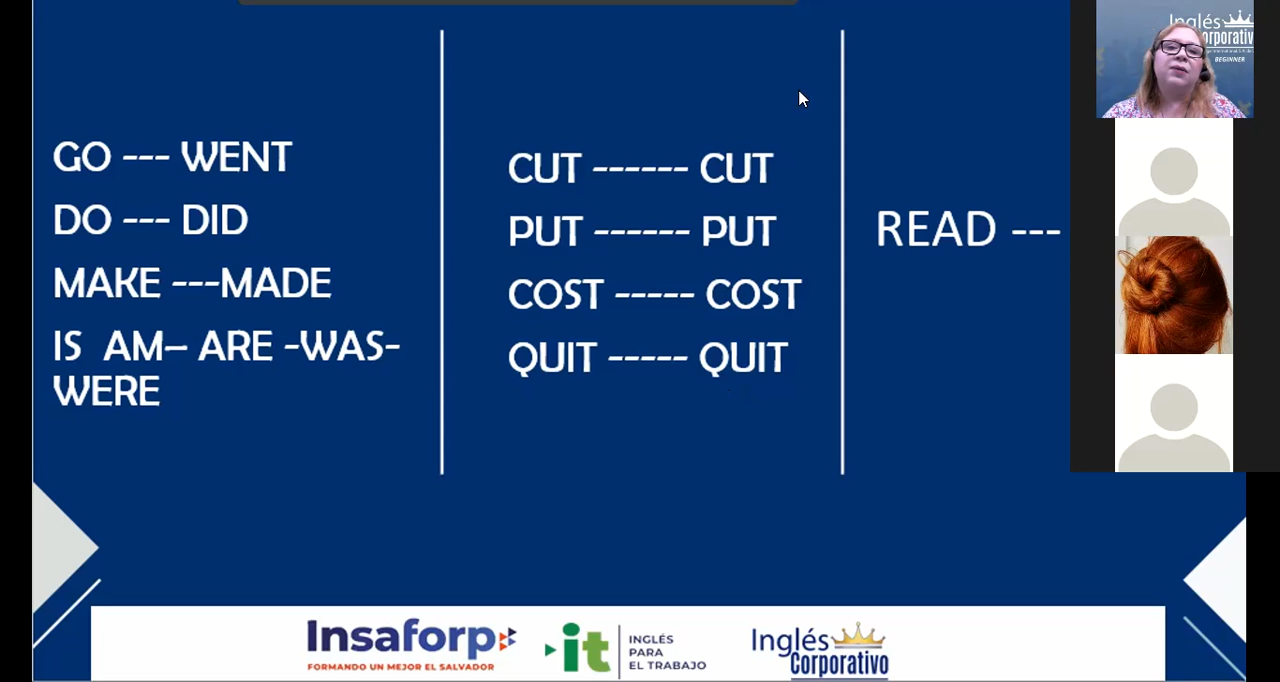 GO --- WENT
DO --- DID
MAKE ---MADE
IS AM– ARE -WAS-
WERE
CUT ------ CUT
PUT ------ PUT
COST ----- COST
QUIT ----- QUIT
READ ---
Inglés
orporativ
BEGINNER
Insaforp
FORMANDO UN MEJOR EL SALVADOR
it
INGLÉS
PARA
EL TRABAJO
Inglés
Corporativo